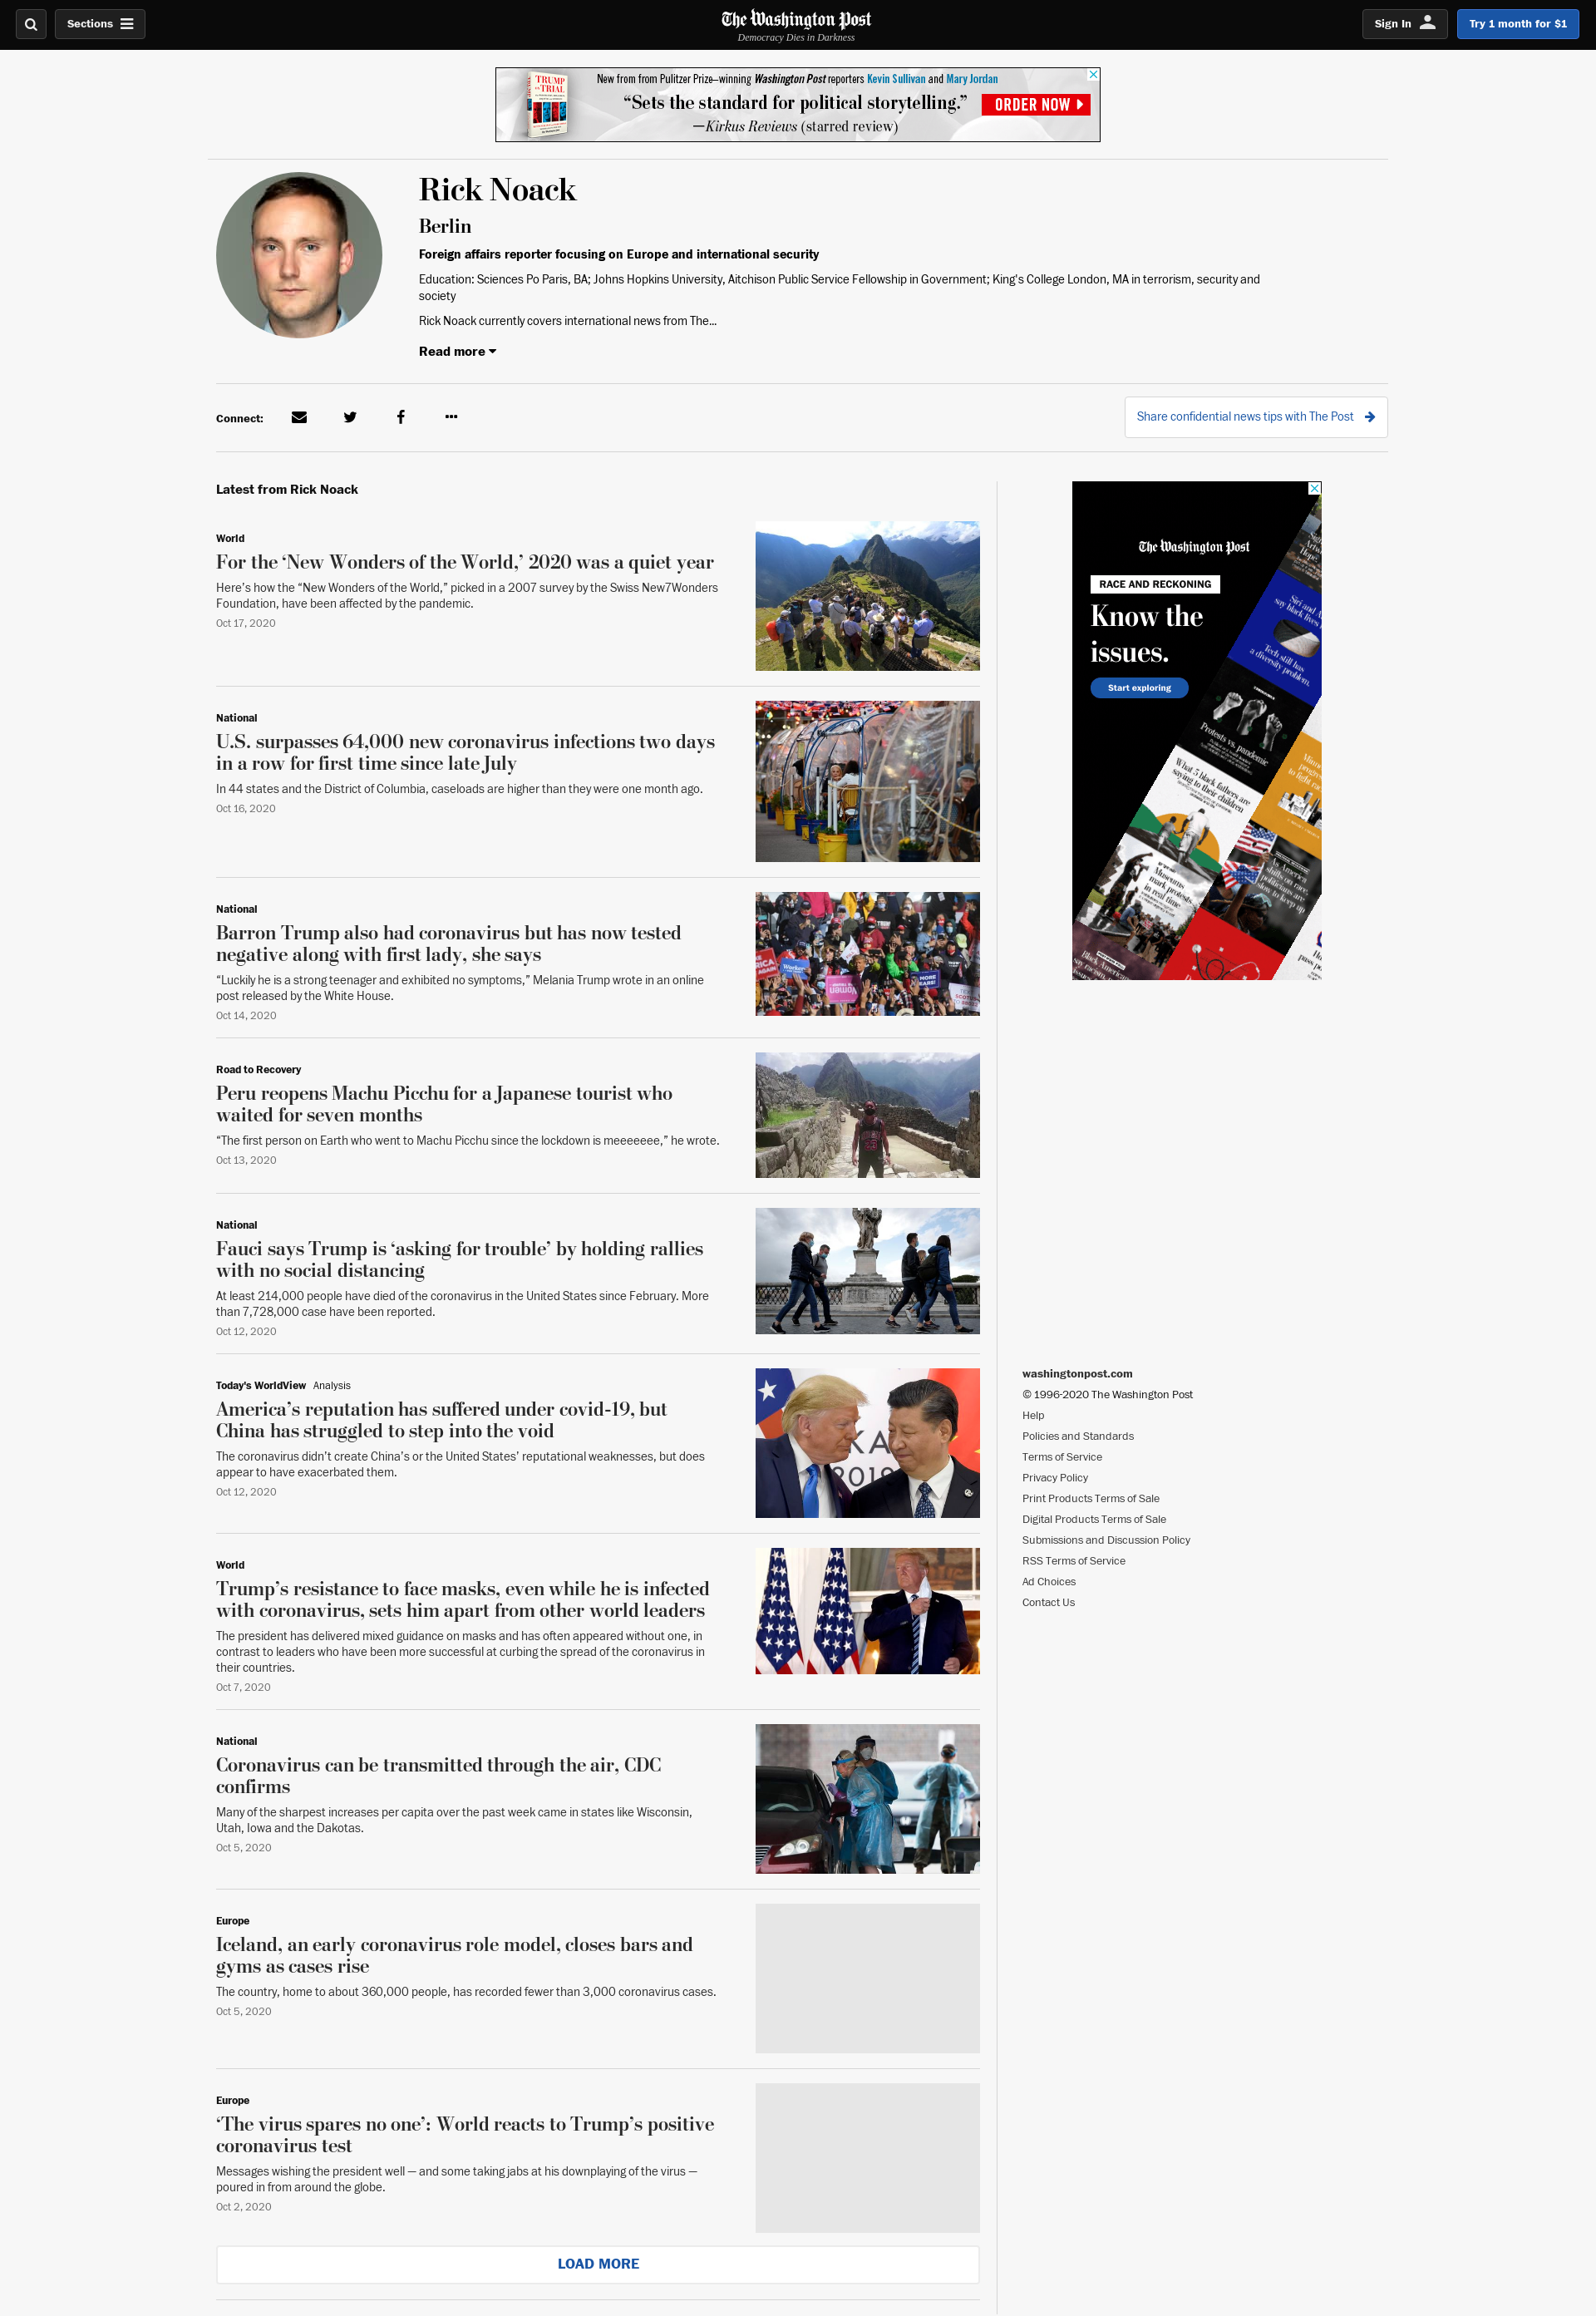 Sections
The Washington Post
Democracy Dies in Darkness
Sign In
Try 1 month for $1
TRUMP
ON TRIAL
New from from Pulitzer Prize–winning Washington Post reporters Kevin Sullivan and Mary Jordan
“Sets the standard for political storytelling.”
—Kirkus Reviews (starred review)
ORDER NOW
Rick Noack
Berlin
Foreign affairs reporter focusing on Europe and international security
Education: Sciences Po Paris, BA; Johns Hopkins University, Aitchison Public Service Fellowship in Government; King's College London, MA in terrorism, security and
society
Rick Noack currently covers international news from The...
Read more
Connect:
Share confidential news tips with The Post
Latest from Rick Noack
World
For the ‘New Wonders of the World,’ 2020 was a quiet year
Here’s how the “New Wonders of the World,” picked in a 2007 survey by the Swiss New7Wonders
Foundation, have been affected by the pandemic.
Oct 17, 2020
National
U.S. surpasses 64,000 new coronavirus infections two days
in a row for first time since late July
In 44 states and the District of Columbia, caseloads are higher than they were one month ago.
Oct 16, 2020
National
Barron Trump also had coronavirus but has now tested
negative along with first lady, she says
“Luckily he is a strong teenager and exhibited no symptoms,” Melania Trump wrote in an online
post released by the White House.
Oct 14, 2020
Road to Recovery
Peru reopens Machu Picchu for a Japanese tourist who
waited for seven months
“The first person on Earth who went to Machu Picchu since the lockdown is meeeeeee,” he wrote.
Oct 13, 2020
National
Fauci says Trump is ‘asking for trouble’ by holding rallies
with no social distancing
At least 214,000 people have died of the coronavirus in the United States since February. More
than 7,728,000 case have been reported.
Oct 12, 2020
Today's WorldView Analysis
America’s reputation has suffered under covid-19, but
China has struggled to step into the void
The coronavirus didn’t create China’s or the United States’ reputational weaknesses, but does
appear to have exacerbated them.
Oct 12, 2020
World
Trump’s resistance to face masks, even while he is infected
with coronavirus, sets him apart from other world leaders
The president has delivered mixed guidance on masks and has often appeared without one, in
contrast to leaders who have been more successful at curbing the spread of the coronavirus in
their countries.
Oct 7, 2020
National
Coronavirus can be transmitted through the air, CDC
confirms
Many of the sharpest increases per capita over the past week came in states like Wisconsin,
Utah, Iowa and the Dakotas.
Oct 5, 2020
Europe
Iceland, an early coronavirus role model, closes bars and
gyms as cases rise
The country, home to about 360,000 people, has recorded fewer than 3,000 coronavirus cases.
Oct 5, 2020
Europe
‘The virus spares no one’: World reacts to Trump’s positive
coronavirus test
Messages wishing the president well — and some taking jabs at his downplaying of the virus —
poured in from around the globe.
Oct 2, 2020
LOAD MORE
The Washington Post
RACE AND RECKONING
Know the
issues.
Start exploring
say black lives
Tech still has
a diversity problem.
Protests vs. pandemic
What 5 black fathers are
saying to their children
Museums
mark protests
in real time
washingtonpost.com
© 1996-2020 The Washington Post
Help
Policies and Standards
Terms of Service
Privacy Policy
Print Products Terms of Sale
Digital Products Terms of Sale
Submissions and Discussion Policy
RSS Terms of Service
Ad Choices
Contact Us